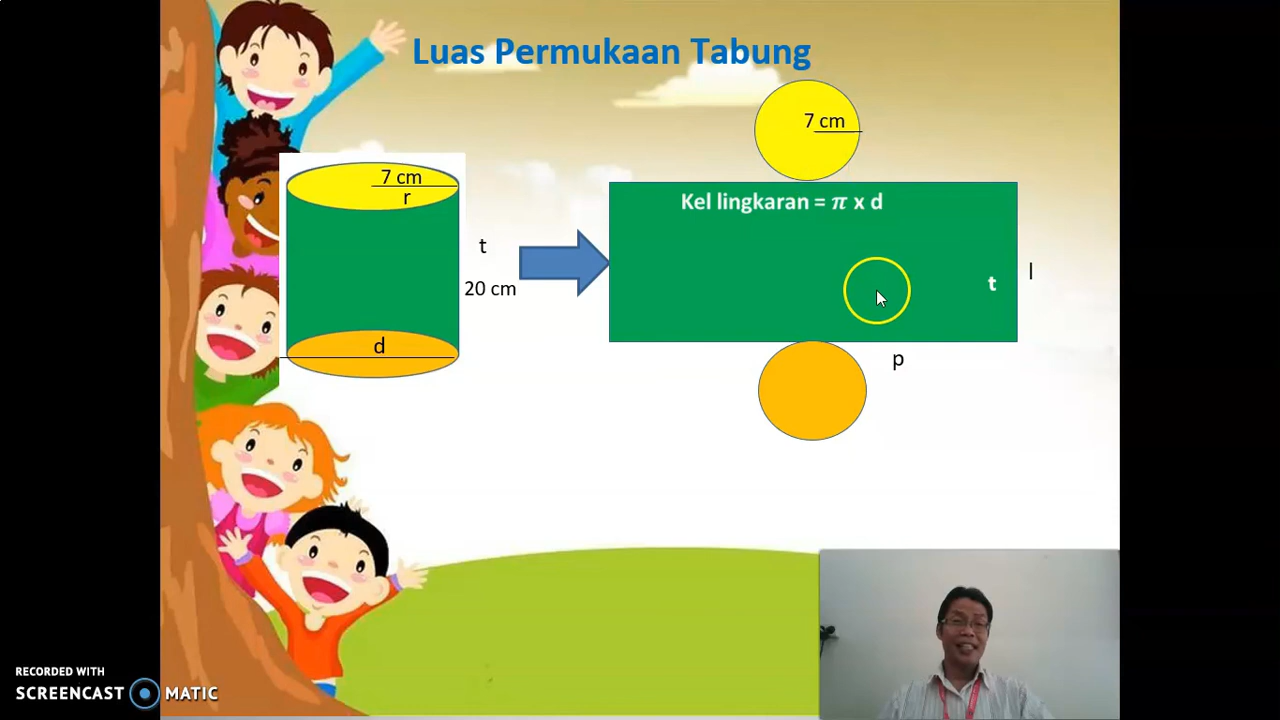 Luas Permukaan Tabung
7 cm
7 cm
r
Kel lingkaran = π x d
t
20 cm
t
l
d
p
RECORDED WITH
SCREENCAST MATIC